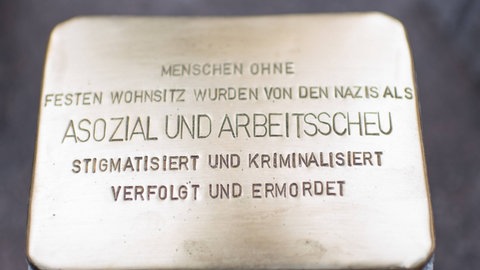 MENSCHEN OHNE
FESTEN WOHNSITZ WURDEN VON DEN NAZIS ALS
ASOZIAL UND ARBEITSSCHEU
STIGMATISIERT UND KRIMINALISIERT
VERFOLGT UND ERMORDET